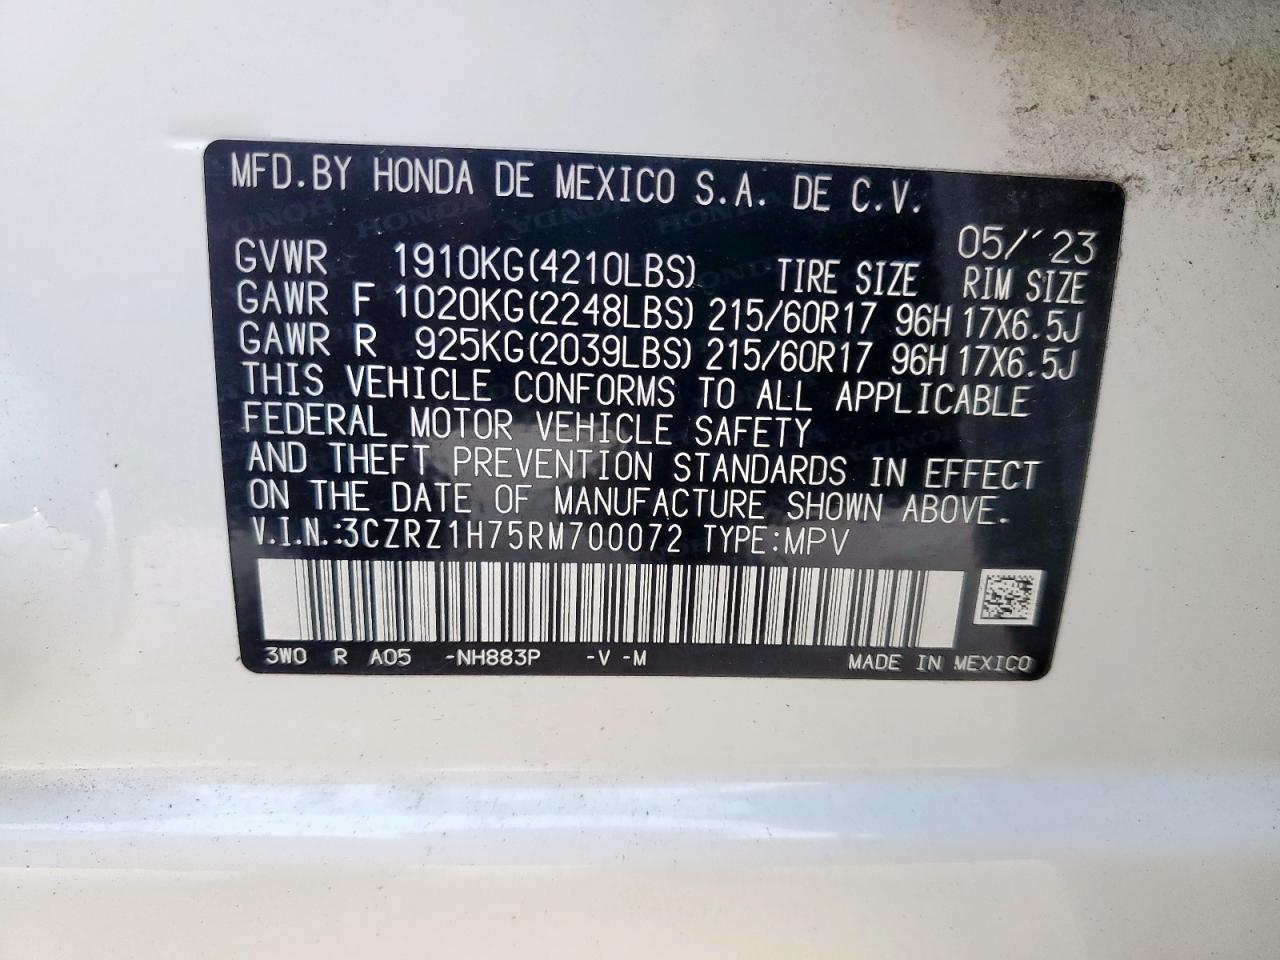 MFD.BY HONDA DE MEXICO S.A. DE C.V.
05/ '23
GVWR 1910KG(4210LBS) TIRE SIZE RIM SIZE
GAWR F 1020KG(2248LBS) 215/60R17 96H 17X6.5J
GAWR R 925KG(2039LBS) 215/60R17 96H 17X6.5J
THIS VEHICLE CONFORMS TO ALL APPLICABLE
FEDERAL MOTOR VEHICLE SAFETY
AND THEFT PREVENTION STANDARDS IN EFFECT
ON THE DATE OF MANUFACTURE SHOWN ABOVE.
V.I.N.:3CZRZ1H75RM700072 TYPE:MPV
3W0 R A05 -NH883P -V -M MADE IN MEXICO